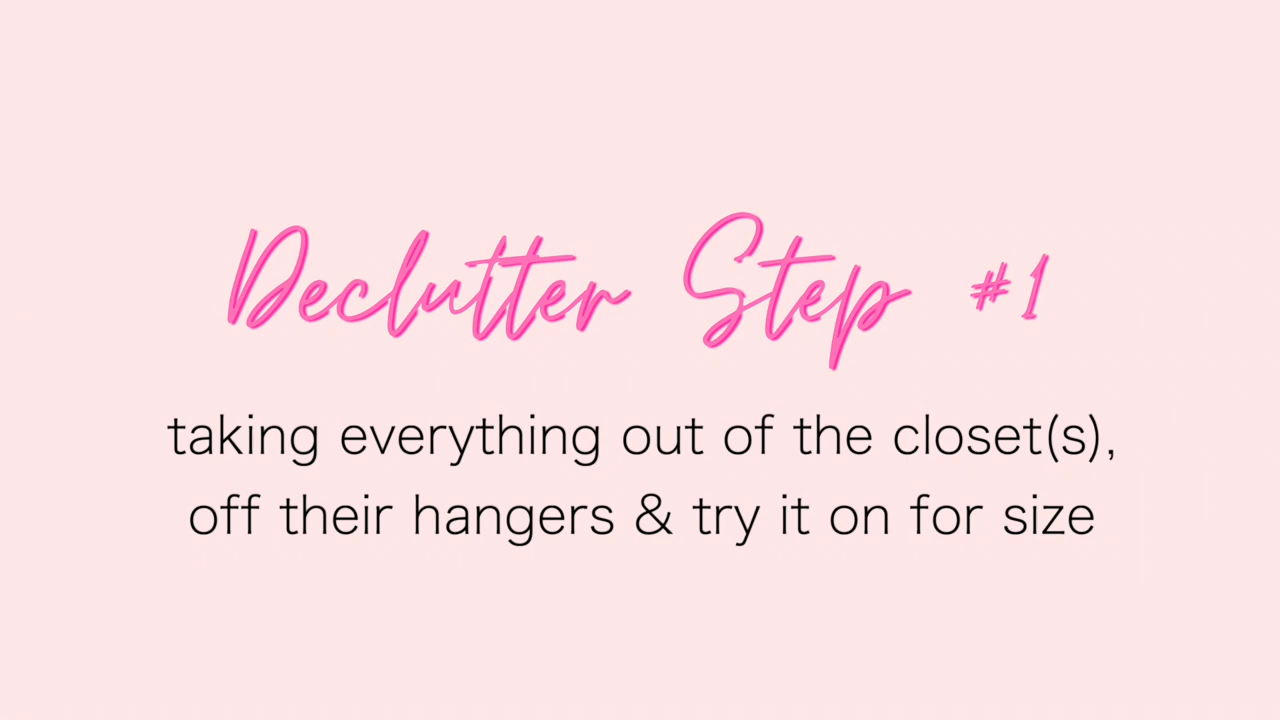 Declutter Step #1
taking everything out of the closet(s),
off their hangers & try it on for size